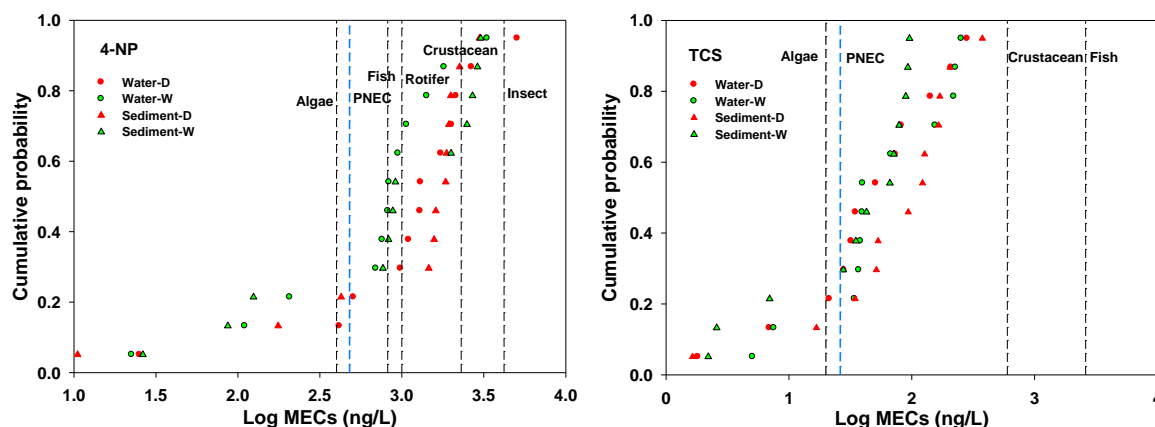 4-NP
Water-D
Water-W
Sediment-D
Sediment-W
Algae
PNEC
Fish
Rotifer
Crustacean
Insect
Cumulative probability
1.0
0.8
0.6
0.4
0.2
0.0
1.0 1.5 2.0 2.5 3.0 3.5 4.0
Log MECs (ng/L)
TCS
Water-D
Water-W
Sediment-D
Sediment-W
Algae
PNEC
Crustacean
Fish
Cumulative probability
1.0
0.8
0.6
0.4
0.2
0.0
0 1 2 3 4
Log MECs (ng/L)